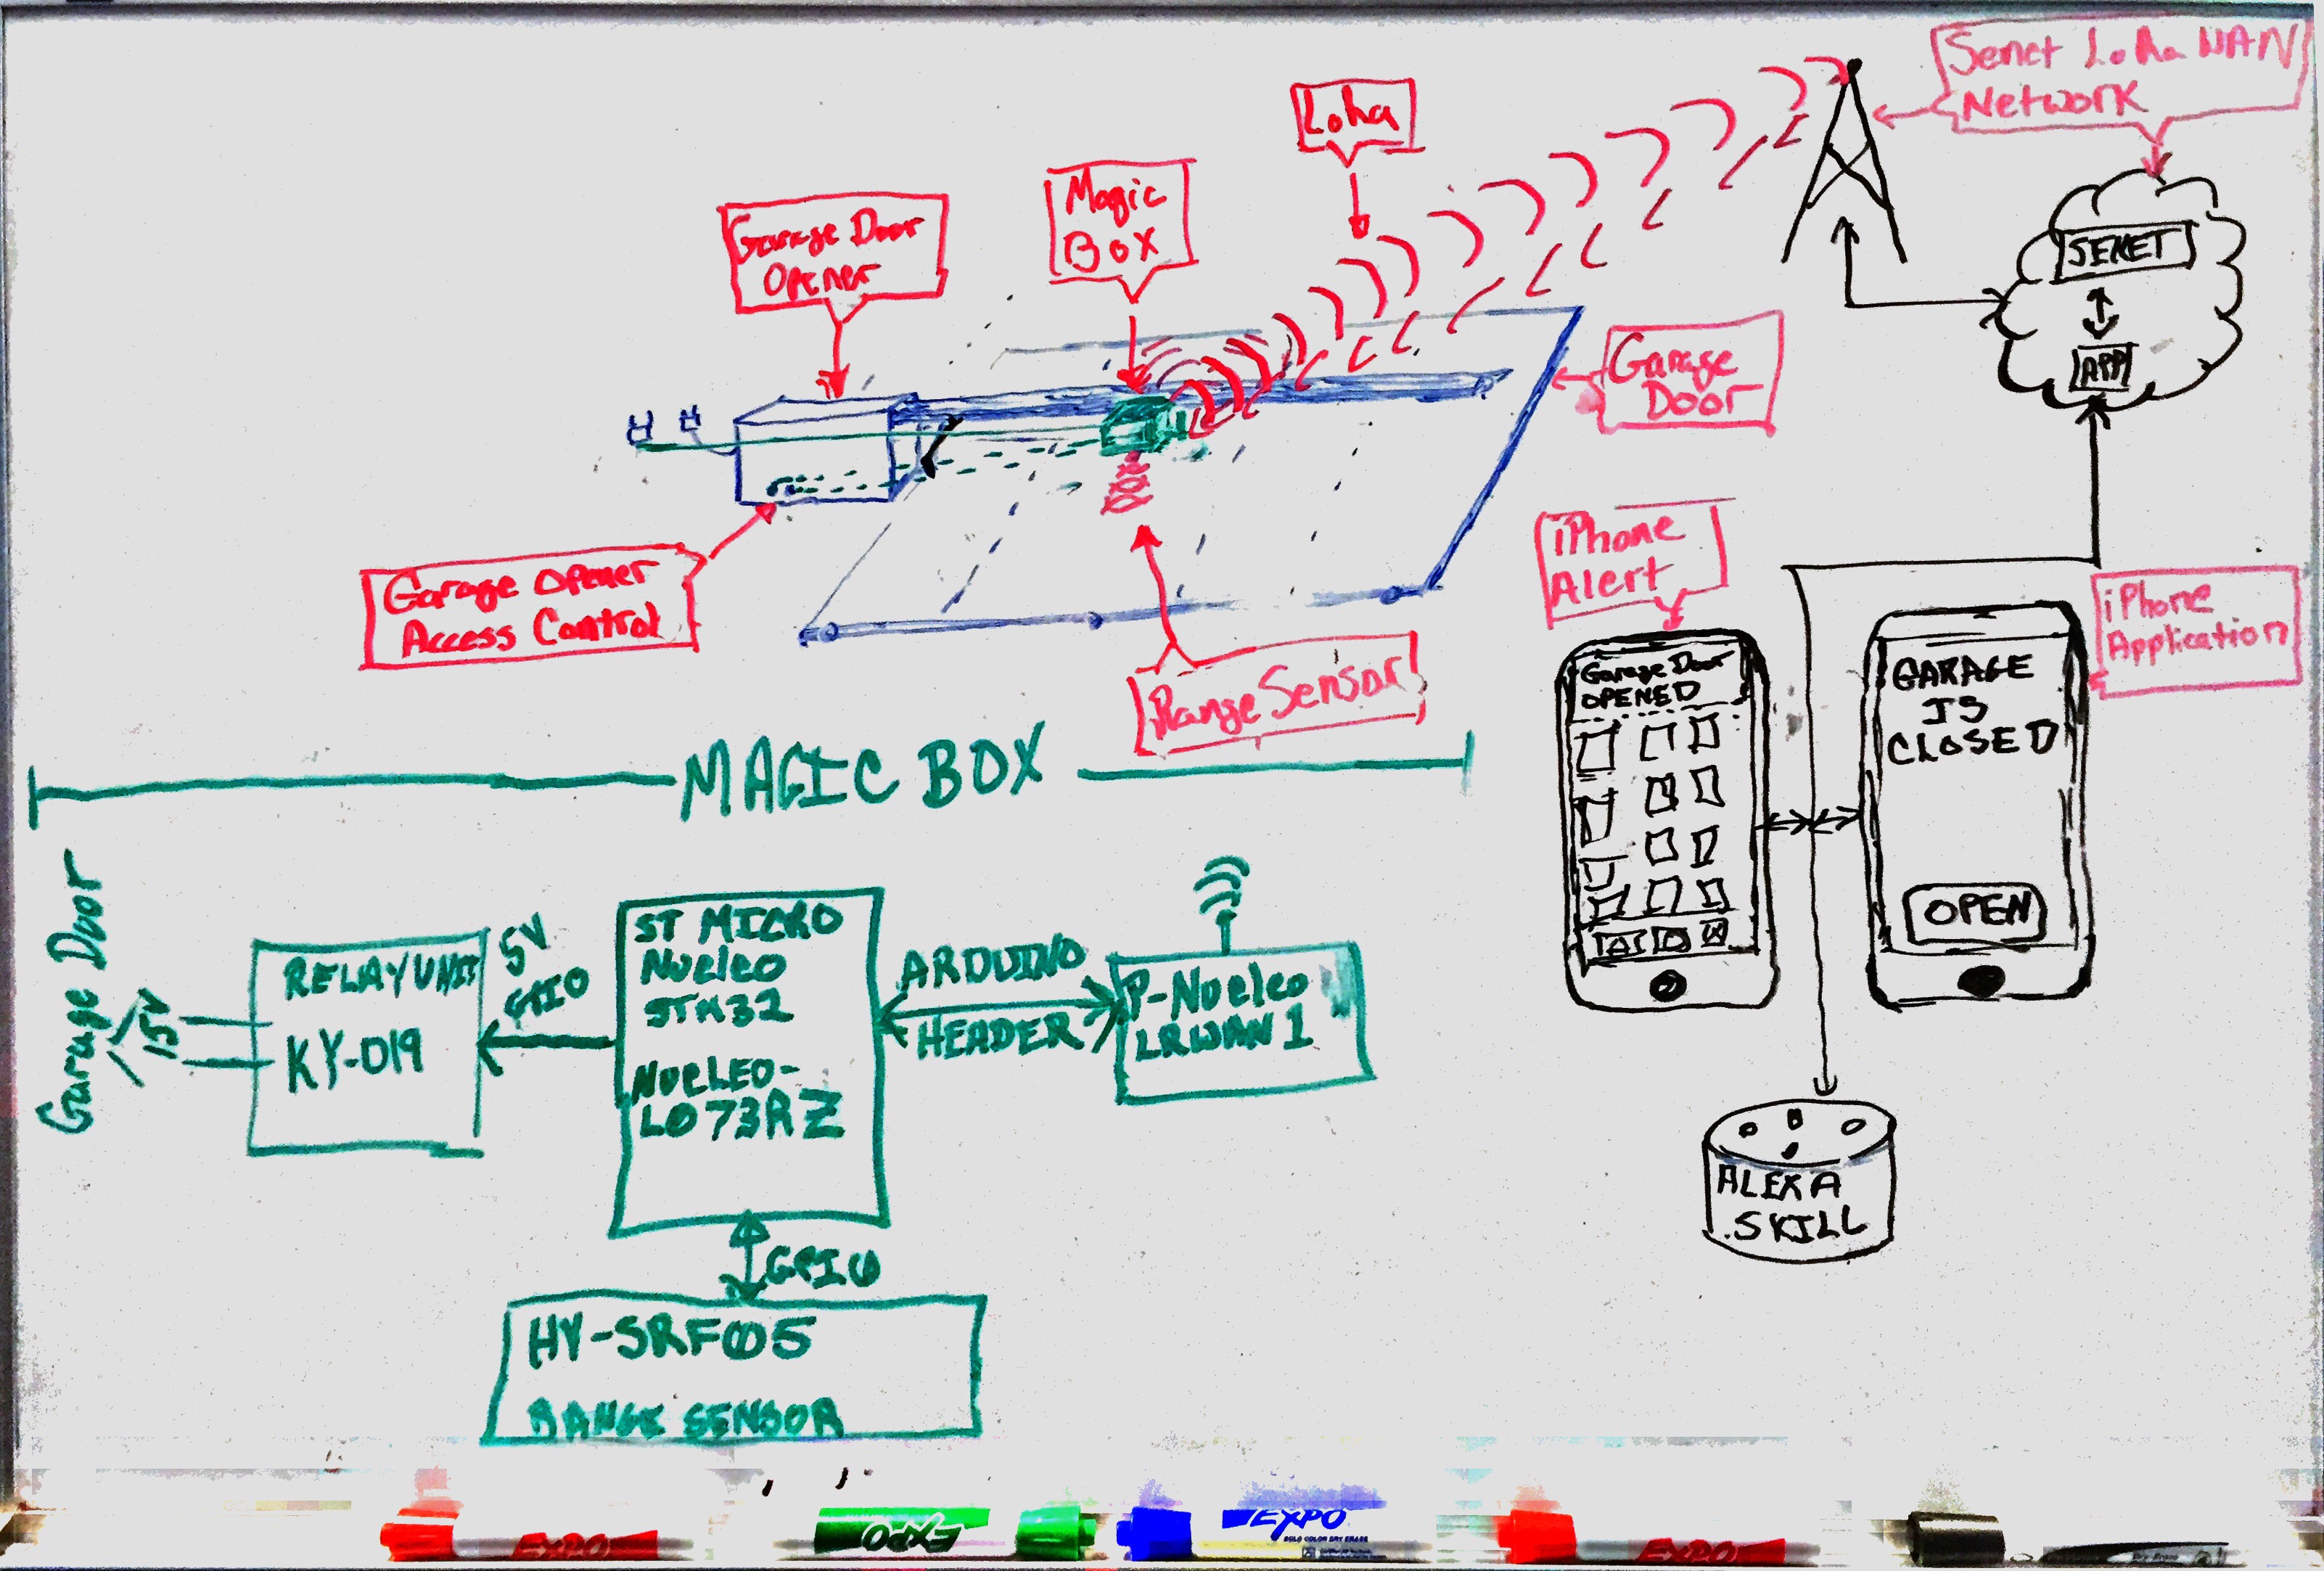 Senet LoRa WAN
Network
LoRa
Magic
Box
Garage Door
Opener
SENET
APP
Garage
Door
iPhone
Alert
Garage Opener
Access Control
iPhone
Application
Range Sensor
Garage Door
OPENED
GARAGE
IS
CLOSED
OPEN
MAGIC BOX
Garage Door
15V
RELAY UNIT
KY-019
5V
GPIO
ST MICRO
Nucleo
STM32
NUCLEO-
L073RZ
ARDUINO
HEADER
P-Nucleo
LRWAN1
GPIO
HY-SRF005
RANGE SENSOR
ALEXA
SKILL
EXPO
EXPO
EXPO
EXPO